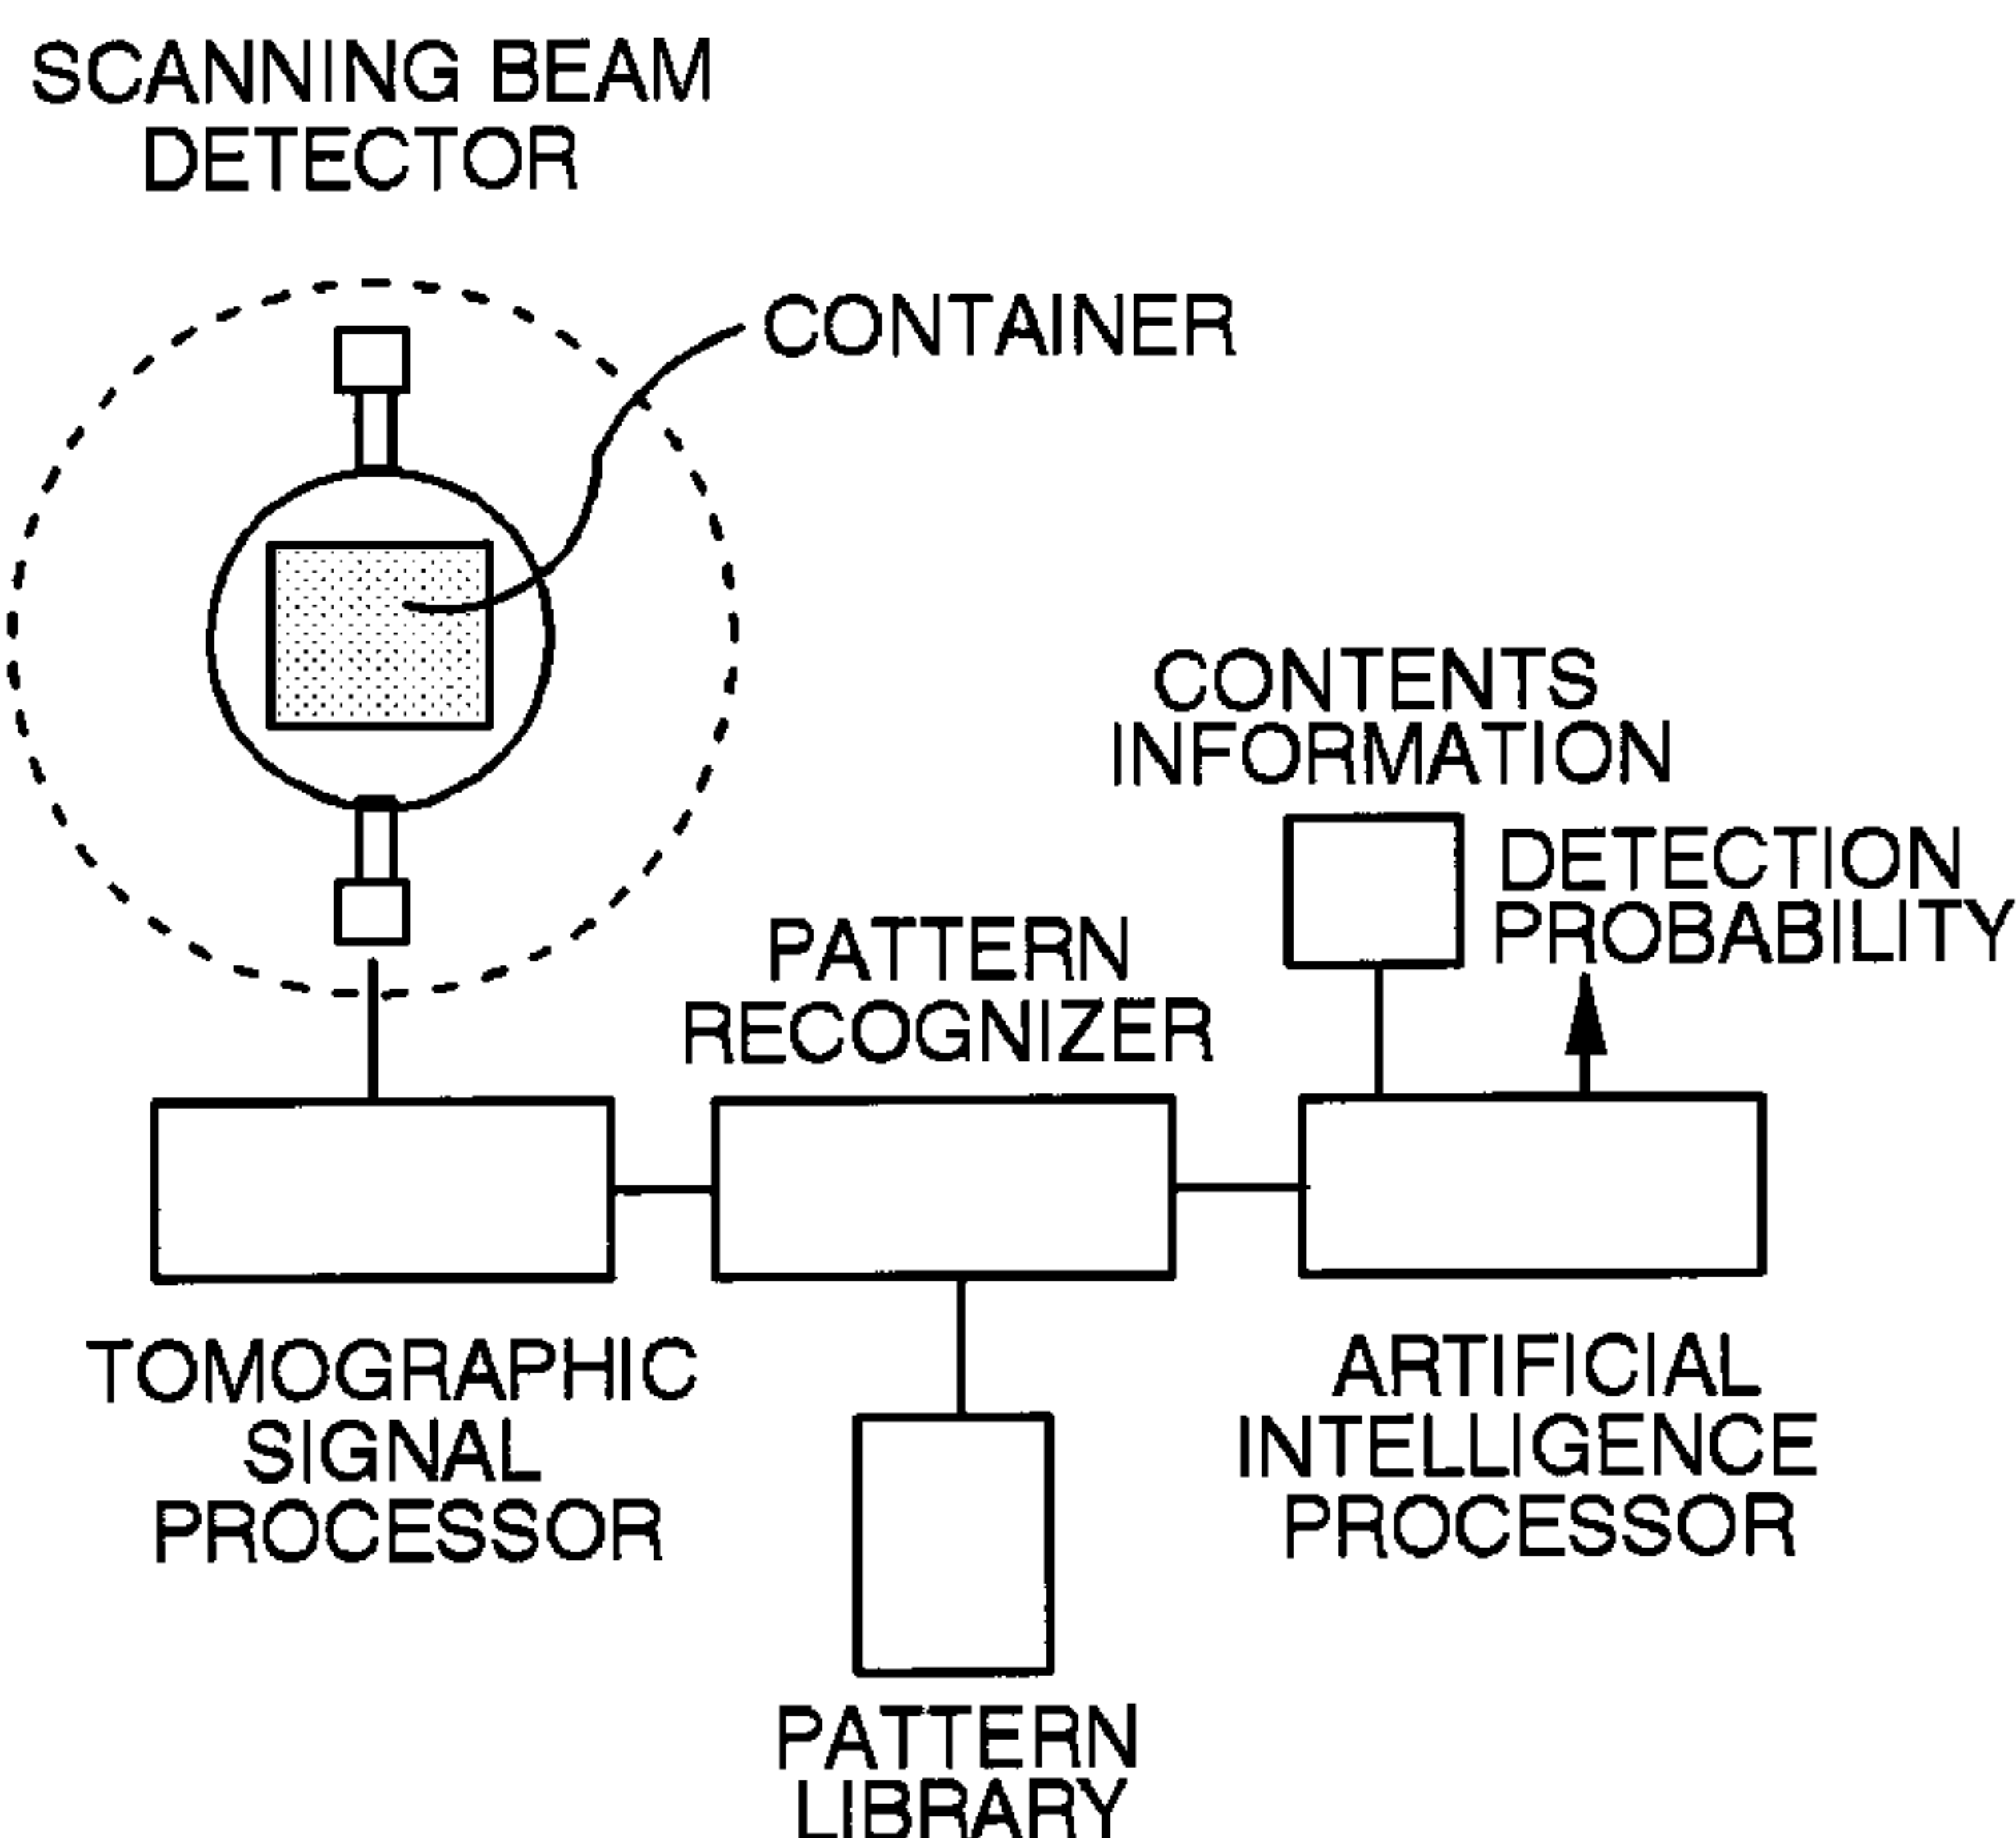 SCANNING BEAM
DETECTOR
CONTAINER
CONTENTS
INFORMATION
DETECTION
PROBABILITY
PATTERN
RECOGNIZER
TOMOGRAPHIC
SIGNAL
PROCESSOR
ARTIFICIAL
INTELLIGENCE
PROCESSOR
PATTERN
LIBRARY